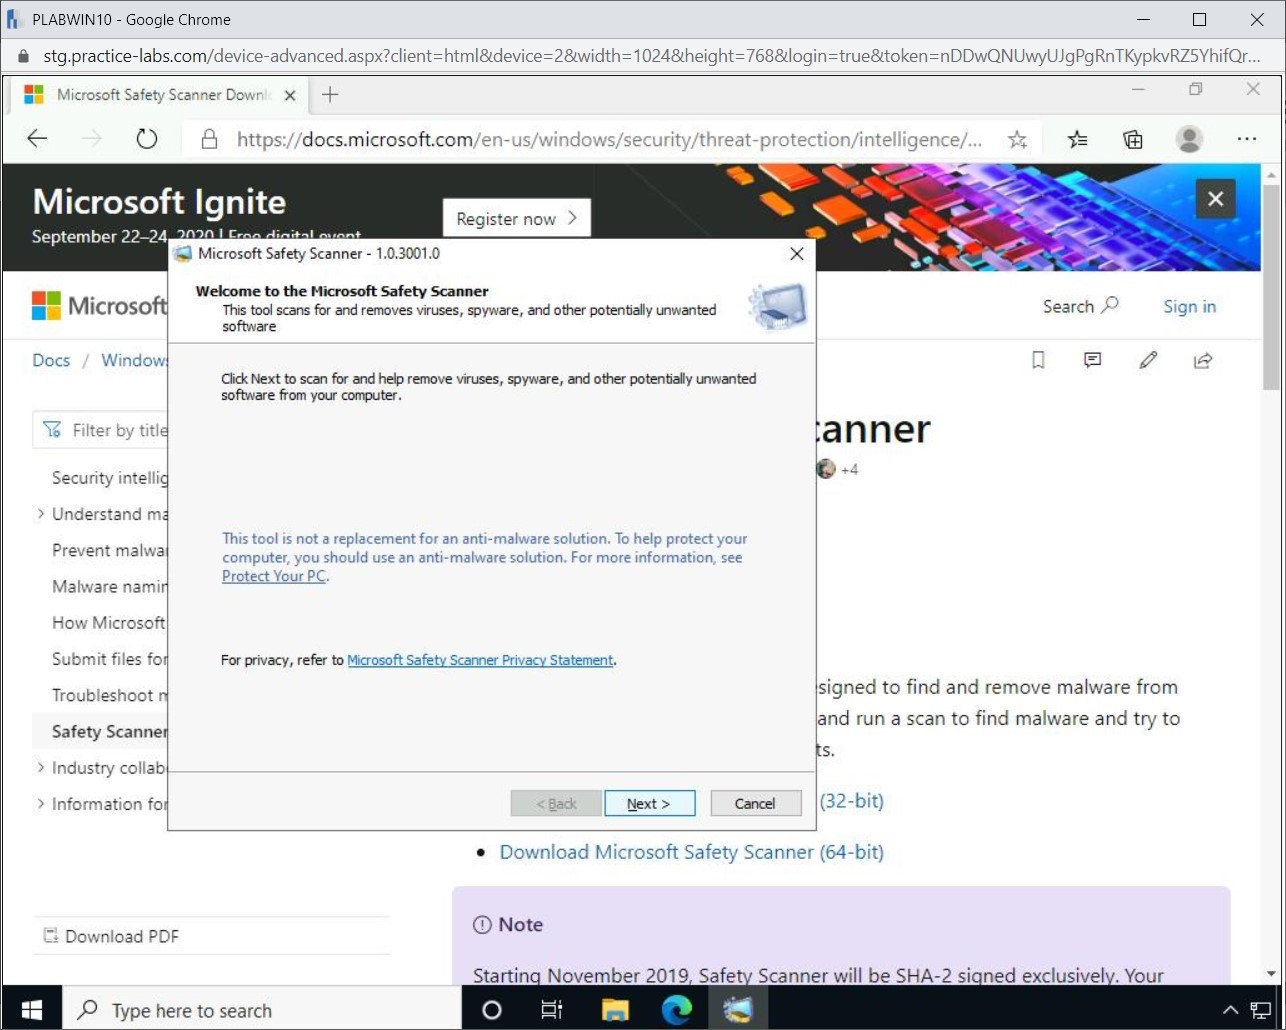 PLABWIN10 - Google Chrome
stg.practice-labs.com/device-advanced.aspx?client=html&device=2&width=1024&height=768&login=true&token=nDDwQNUwyUJgPgRnTKypkvRZ5YhifQr...
Microsoft Safety Scanner Downl
https://docs.microsoft.com/en-us/windows/security/threat-protection/intelligence/...
Microsoft Ignite
September 22–24, 2020 | Free digital event
Register now
Microsoft Safety Scanner - 1.0.3001.0
Welcome to the Microsoft Safety Scanner
This tool scans for and removes viruses, spyware, and other potentially unwanted
software
Microsoft
Search
Sign in
Docs / Windows
Click Next to scan for and help remove viruses, spyware, and other potentially unwanted
software from your computer.
Filter by title
canner
+4
Security intellig
Understand ma
Prevent malwar
Malware namin
How Microsoft
Submit files for
Troubleshoot m
Safety Scanner
Industry collab
Information for
This tool is not a replacement for an anti-malware solution. To help protect your
computer, you should use an anti-malware solution. For more information, see
Protect Your PC.
For privacy, refer to Microsoft Safety Scanner Privacy Statement.
signed to find and remove malware from
and run a scan to find malware and try to
ts.
< Back
Next >
Cancel
(32-bit)
• Download Microsoft Safety Scanner (64-bit)
Note
Download PDF
Starting November 2019, Safety Scanner will be SHA-2 signed exclusively. Your
Type here to search